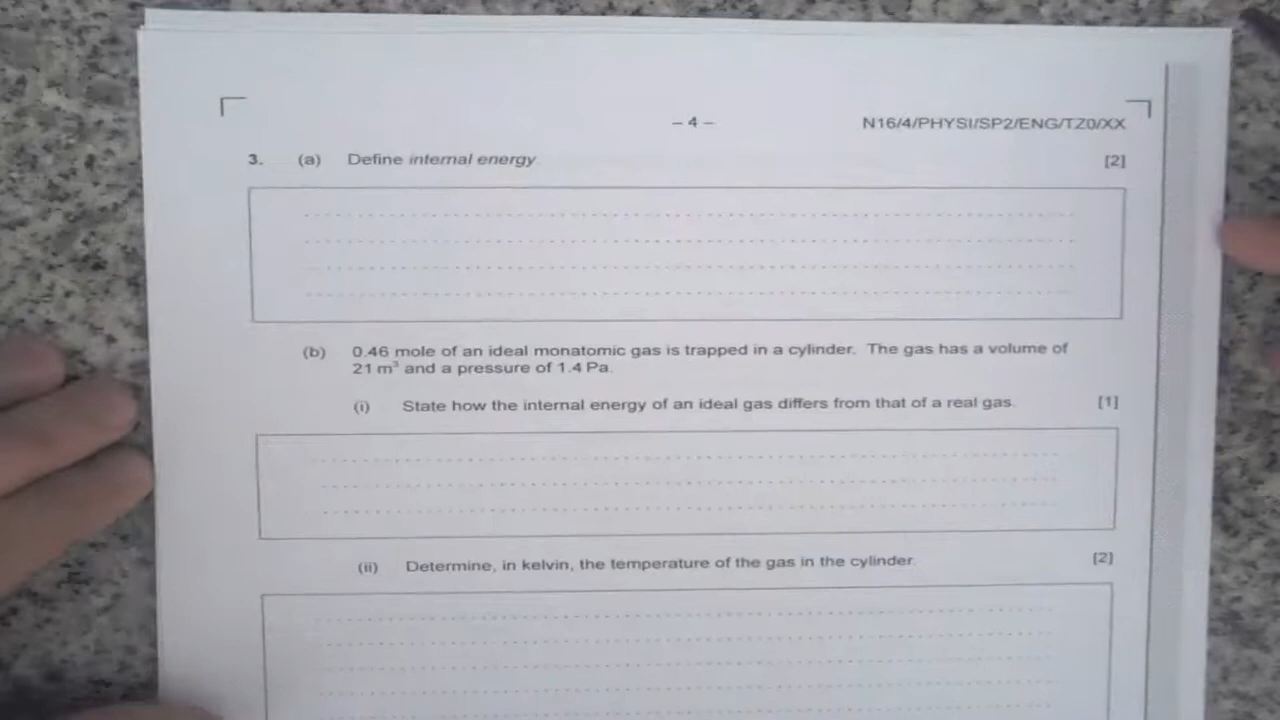 – 4 –
N16/4/PHYSI/SP2/ENG/TZ0/XX
3. (a) Define internal energy. [2]
(b) 0.46 mole of an ideal monatomic gas is trapped in a cylinder. The gas has a volume of
21 m³ and a pressure of 1.4 Pa.
(i) State how the internal energy of an ideal gas differs from that of a real gas. [1]
(ii) Determine, in kelvin, the temperature of the gas in the cylinder. [2]